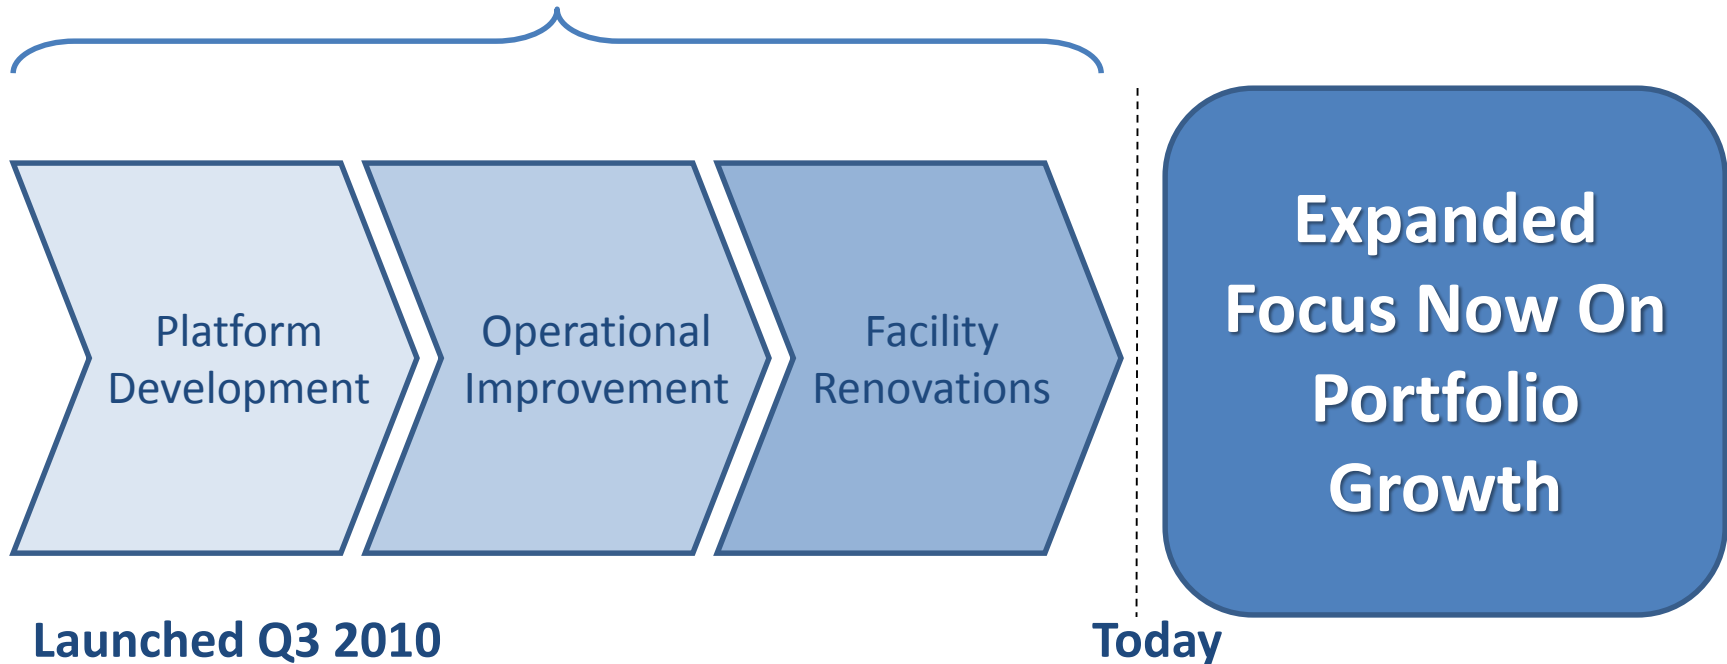 Platform
Development
Operational
Improvement
Facility
Renovations
Expanded
Focus Now On
Portfolio
Growth
Launched Q3 2010
Today